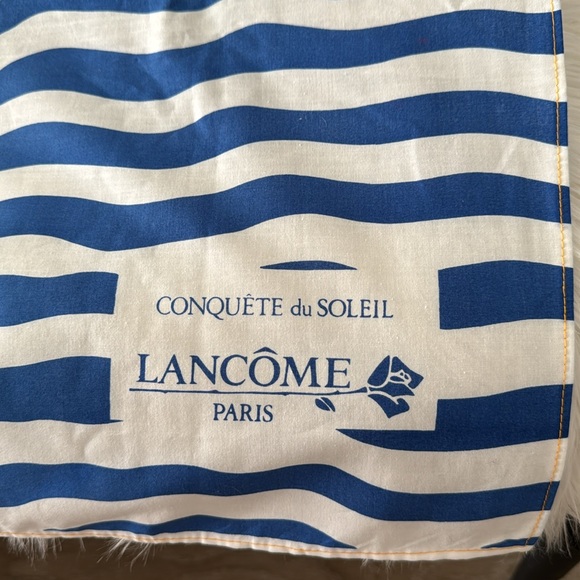 CONQUÊTE du SOLEIL
LANCÔME
PARIS